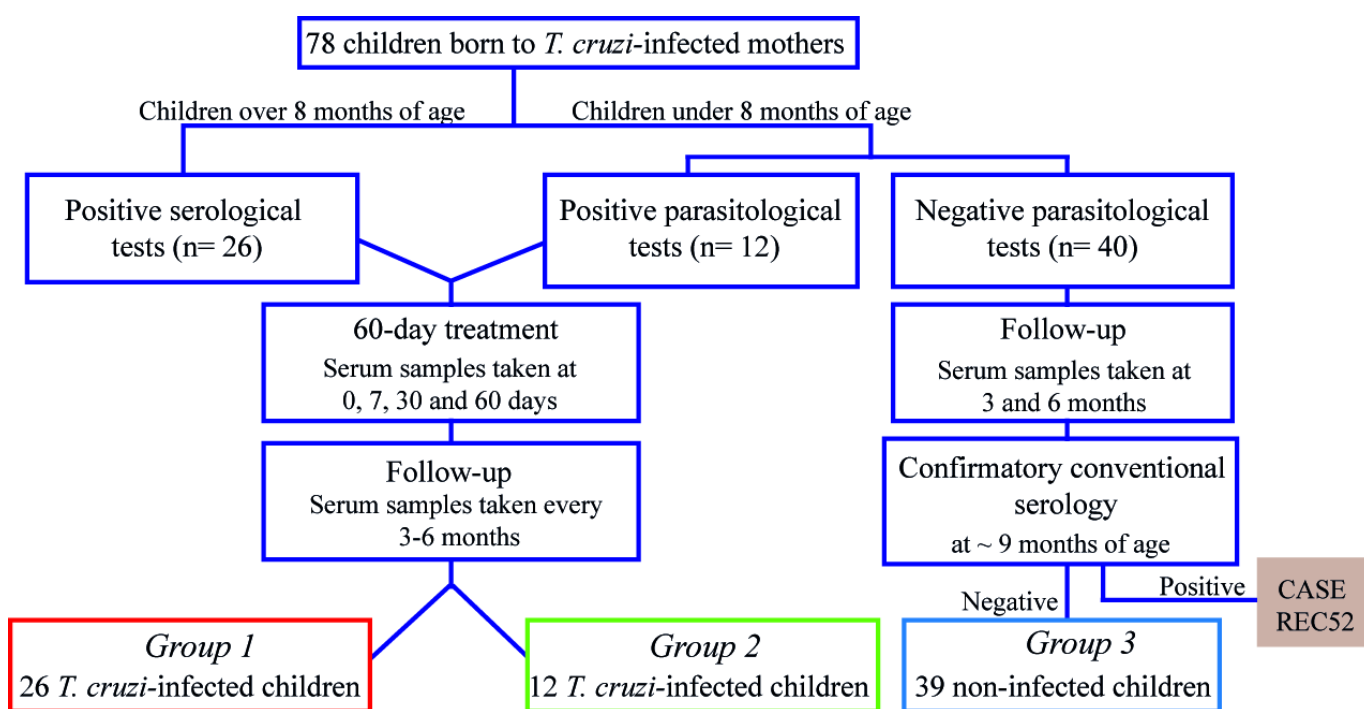 78 children born to T. cruzi-infected mothers
Children over 8 months of age
Children under 8 months of age
Positive serological
tests (n= 26)
Positive parasitological
tests (n= 12)
Negative parasitological
tests (n= 40)
60-day treatment
Serum samples taken at
0, 7, 30 and 60 days
Follow-up
Serum samples taken at
3 and 6 months
Follow-up
Serum samples taken every
3-6 months
Confirmatory conventional
serology
at ~ 9 months of age
Negative
Positive
CASE
REC52
Group 1
26 T. cruzi-infected children
Group 2
12 T. cruzi-infected children
Group 3
39 non-infected children